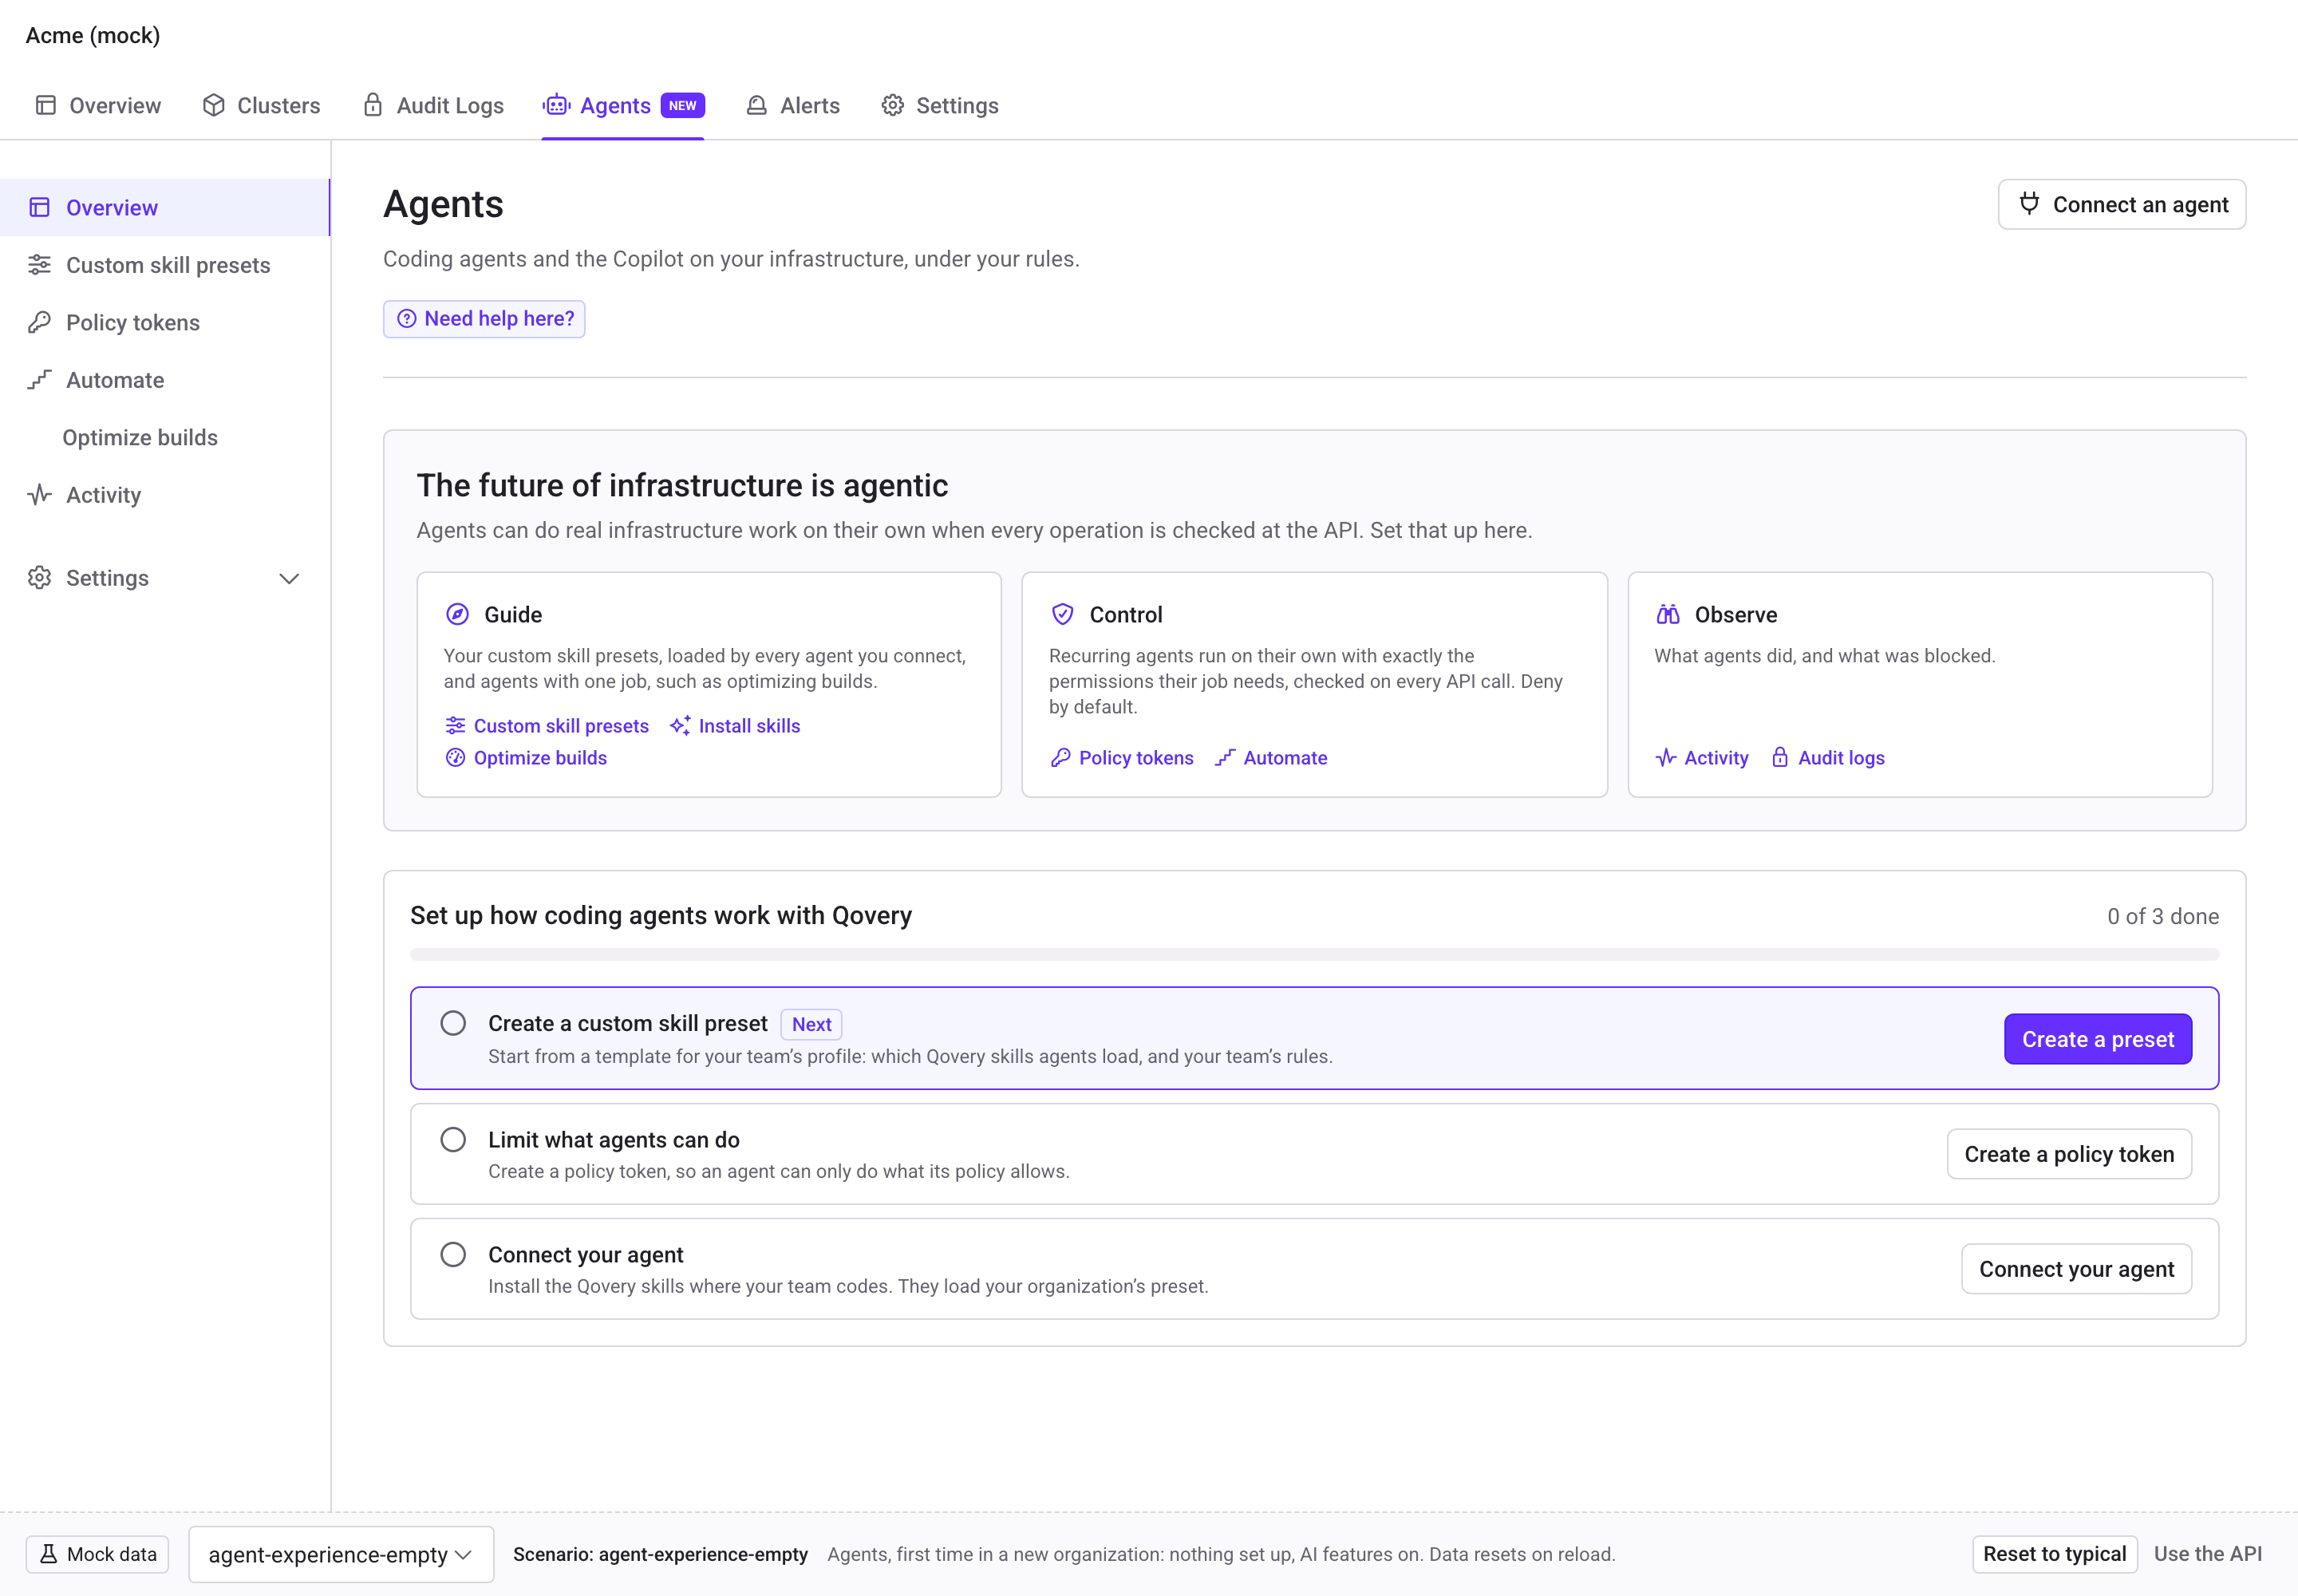 Acme (mock)
Overview
Clusters
Audit Logs
Agents NEW
Alerts
Settings
Overview
Custom skill presets
Policy tokens
Automate
Optimize builds
Activity
Settings
Agents
Connect an agent
Coding agents and the Copilot on your infrastructure, under your rules.
Need help here?
The future of infrastructure is agentic
Agents can do real infrastructure work on their own when every operation is checked at the API. Set that up here.
Guide
Your custom skill presets, loaded by every agent you connect,
and agents with one job, such as optimizing builds.
Custom skill presets
Install skills
Optimize builds
Control
Recurring agents run on their own with exactly the
permissions their job needs, checked on every API call. Deny
by default.
Policy tokens
Automate
Observe
What agents did, and what was blocked.
Activity
Audit logs
Set up how coding agents work with Qovery
0 of 3 done
Create a custom skill preset Next
Start from a template for your team’s profile: which Qovery skills agents load, and your team’s rules.
Create a preset
Limit what agents can do
Create a policy token, so an agent can only do what its policy allows.
Create a policy token
Connect your agent
Install the Qovery skills where your team codes. They load your organization’s preset.
Connect your agent
Mock data
agent-experience-empty
Scenario: agent-experience-empty
Agents, first time in a new organization: nothing set up, AI features on. Data resets on reload.
Reset to typical
Use the API